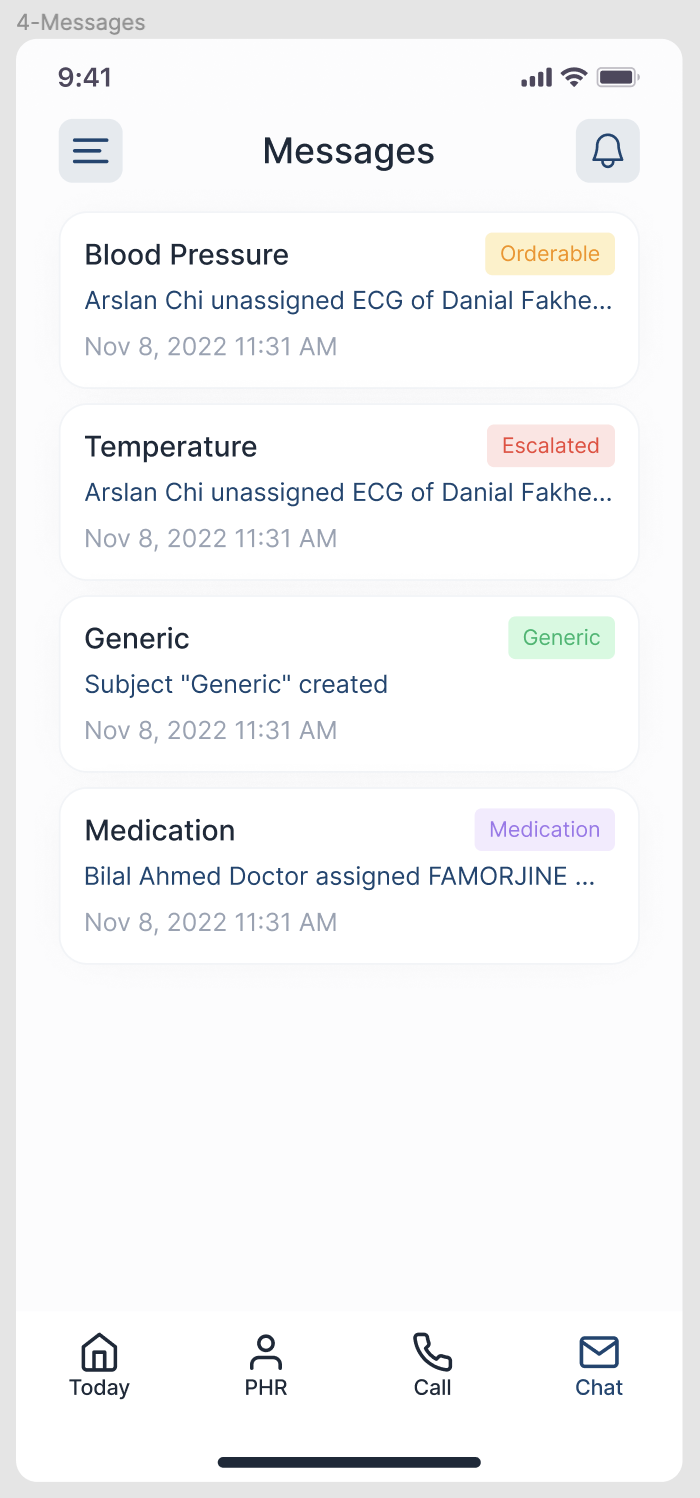 4-Messages
9:41
Messages
Blood Pressure
Orderable
Arslan Chi unassigned ECG of Danial Fakhe...
Nov 8, 2022 11:31 AM
Temperature
Escalated
Arslan Chi unassigned ECG of Danial Fakhe...
Nov 8, 2022 11:31 AM
Generic
Generic
Subject "Generic" created
Nov 8, 2022 11:31 AM
Medication
Medication
Bilal Ahmed Doctor assigned FAMORJINE ...
Nov 8, 2022 11:31 AM
Today
PHR
Call
Chat